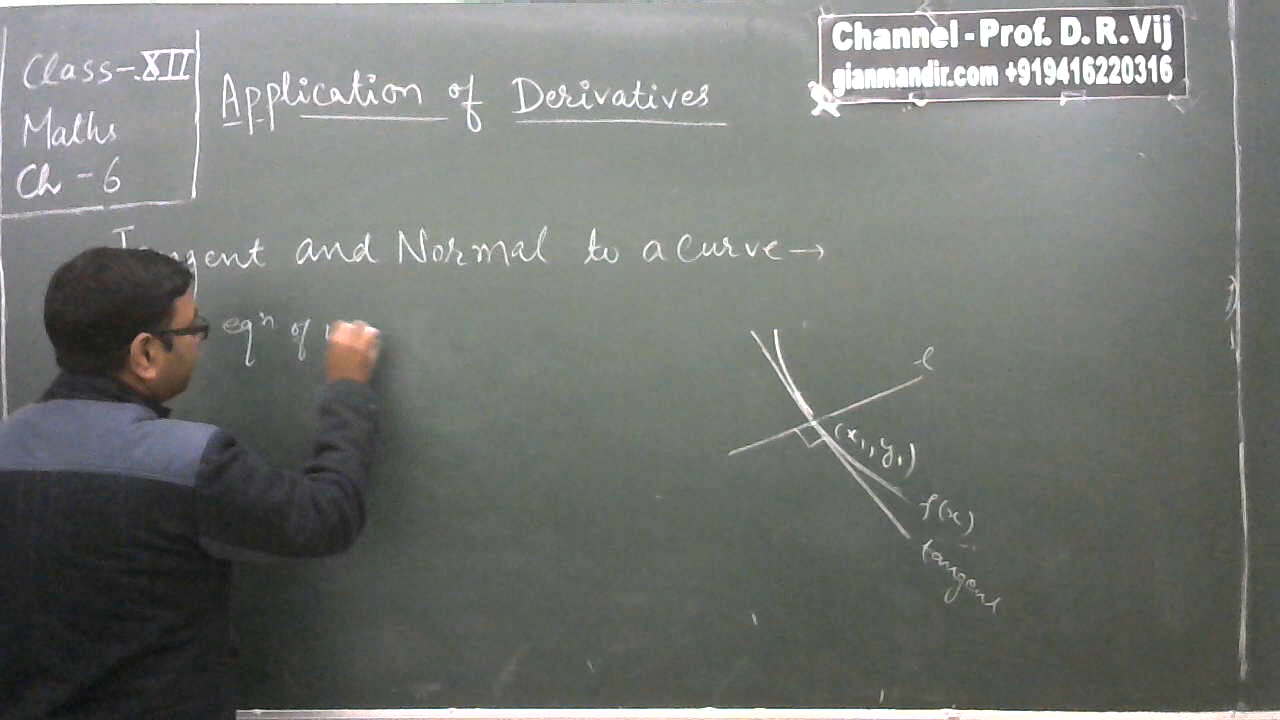 Class-XII
Maths
Ch - 6
Application of Derivatives
Channel - Prof. D. R. Vij
gianmandir.com +919416220316
Tangent and Normal to a curve →
eqⁿ of
l
(x₁, y₁)
f(x)
tangent